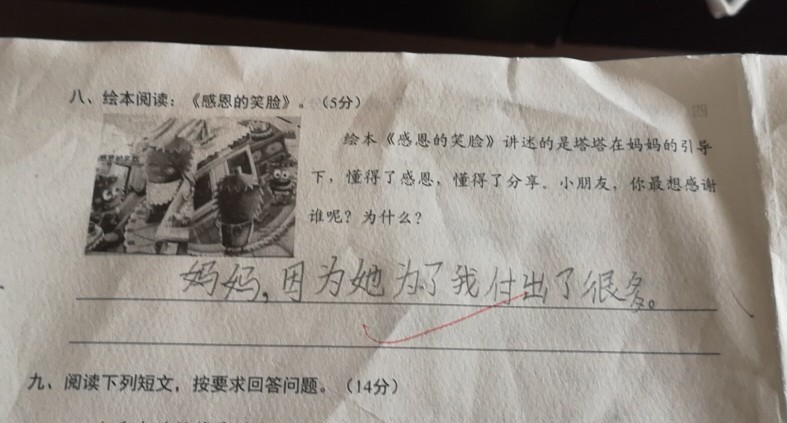 八、绘本阅读：《感恩的笑脸》。（5分）
绘本《感恩的笑脸》讲述的是塔塔在妈妈的引导
下，懂得了感恩，懂得了分享。小朋友，你最想感谢
谁呢？为什么？
妈妈，因为她为了我付出了很多。
九、阅读下列短文，按要求回答问题。（14分）